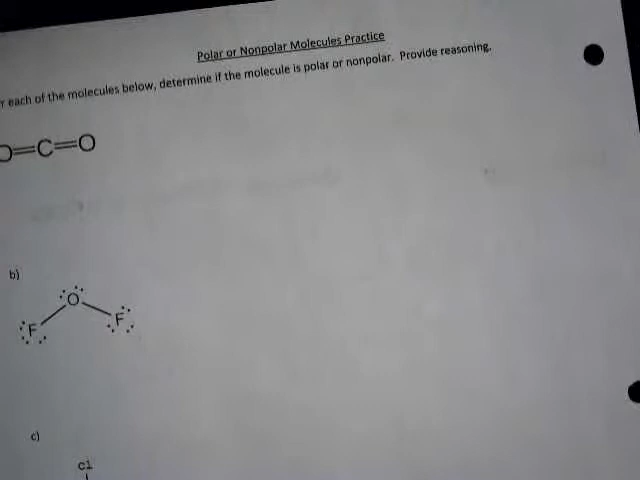 Polar or Nonpolar Molecules Practice
each of the molecules below, determine if the molecule is polar or nonpolar. Provide reasoning.
O=C=O
b)
O
F F
c)
Cl